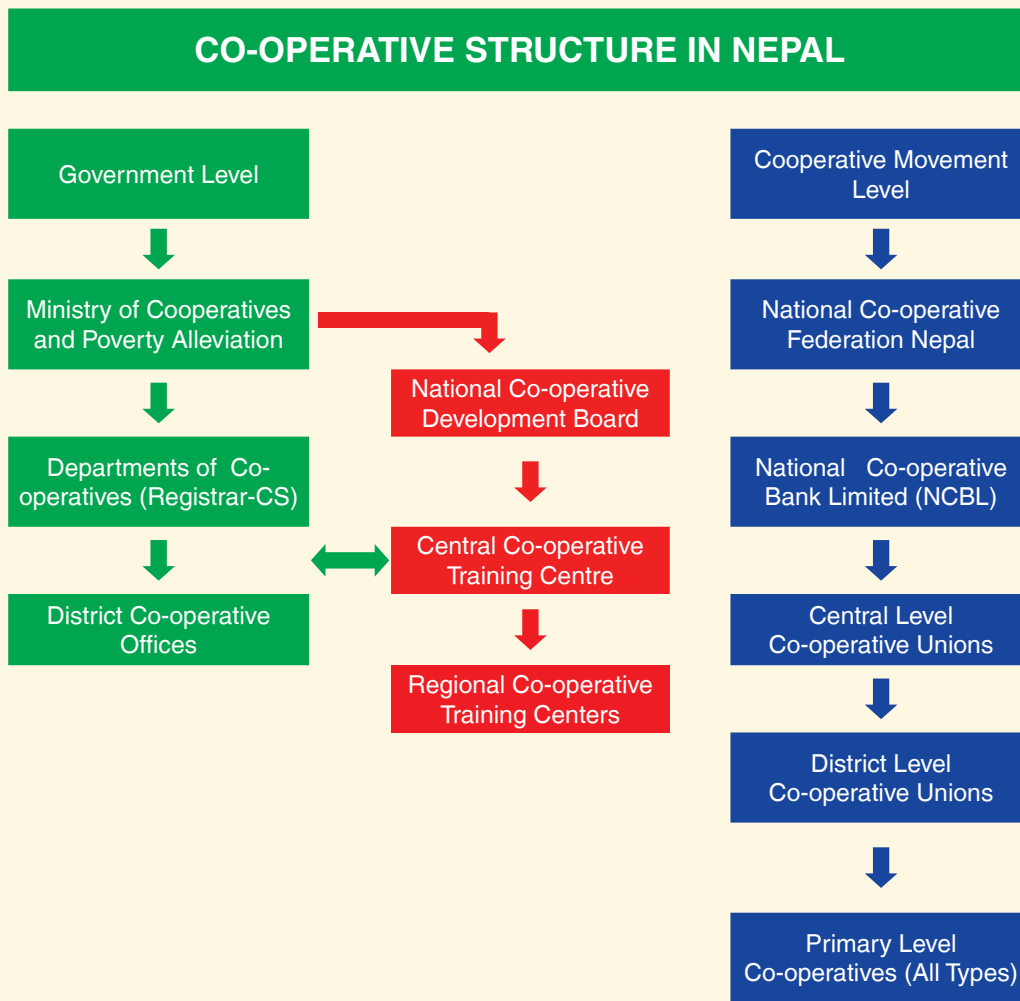 CO-OPERATIVE STRUCTURE IN NEPAL
Government Level
Ministry of Cooperatives
and Poverty Alleviation
Departments of Co-
operatives (Registrar-CS)
District Co-operative
Offices
National Co-operative
Development Board
Central Co-operative
Training Centre
Regional Co-operative
Training Centers
Cooperative Movement
Level
National Co-operative
Federation Nepal
National Co-operative
Bank Limited (NCBL)
Central Level
Co-operative Unions
District Level
Co-operative Unions
Primary Level
Co-operatives (All Types)